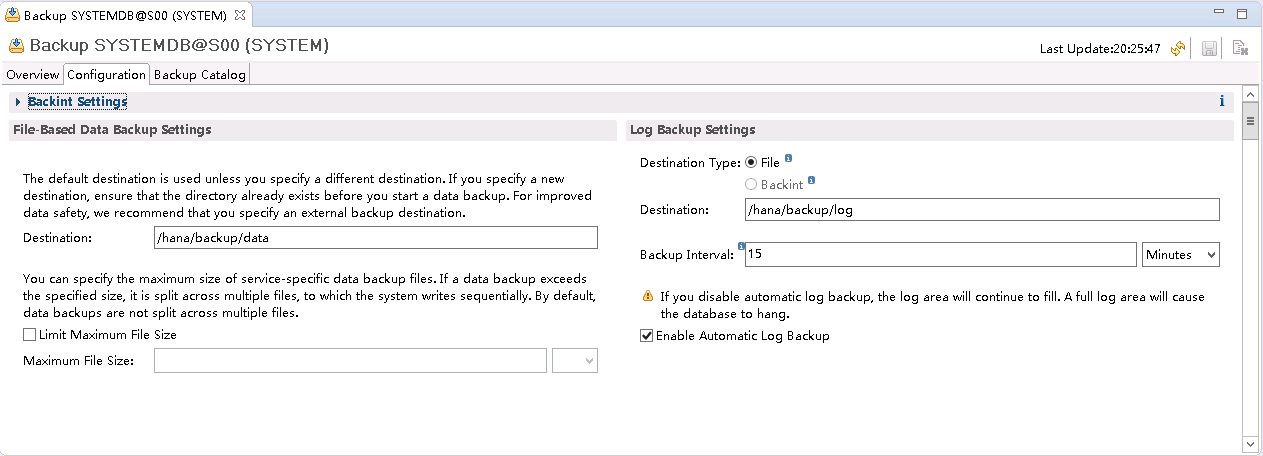 Backup SYSTEMDB@S00 (SYSTEM)
Backup SYSTEMDB@S00 (SYSTEM)
Last Update:20:25:47
Overview Configuration Backup Catalog
Backint Settings
File-Based Data Backup Settings
The default destination is used unless you specify a different destination. If you specify a new
destination, ensure that the directory already exists before you start a data backup. For improved
data safety, we recommend that you specify an external backup destination.
Destination: /hana/backup/data
You can specify the maximum size of service-specific data backup files. If a data backup exceeds
the specified size, it is split across multiple files, to which the system writes sequentially. By default,
data backups are not split across multiple files.
Limit Maximum File Size
Maximum File Size:
Log Backup Settings
Destination Type: File
Backint
Destination: /hana/backup/log
Backup Interval: 15 Minutes
If you disable automatic log backup, the log area will continue to fill. A full log area will cause
the database to hang.
Enable Automatic Log Backup